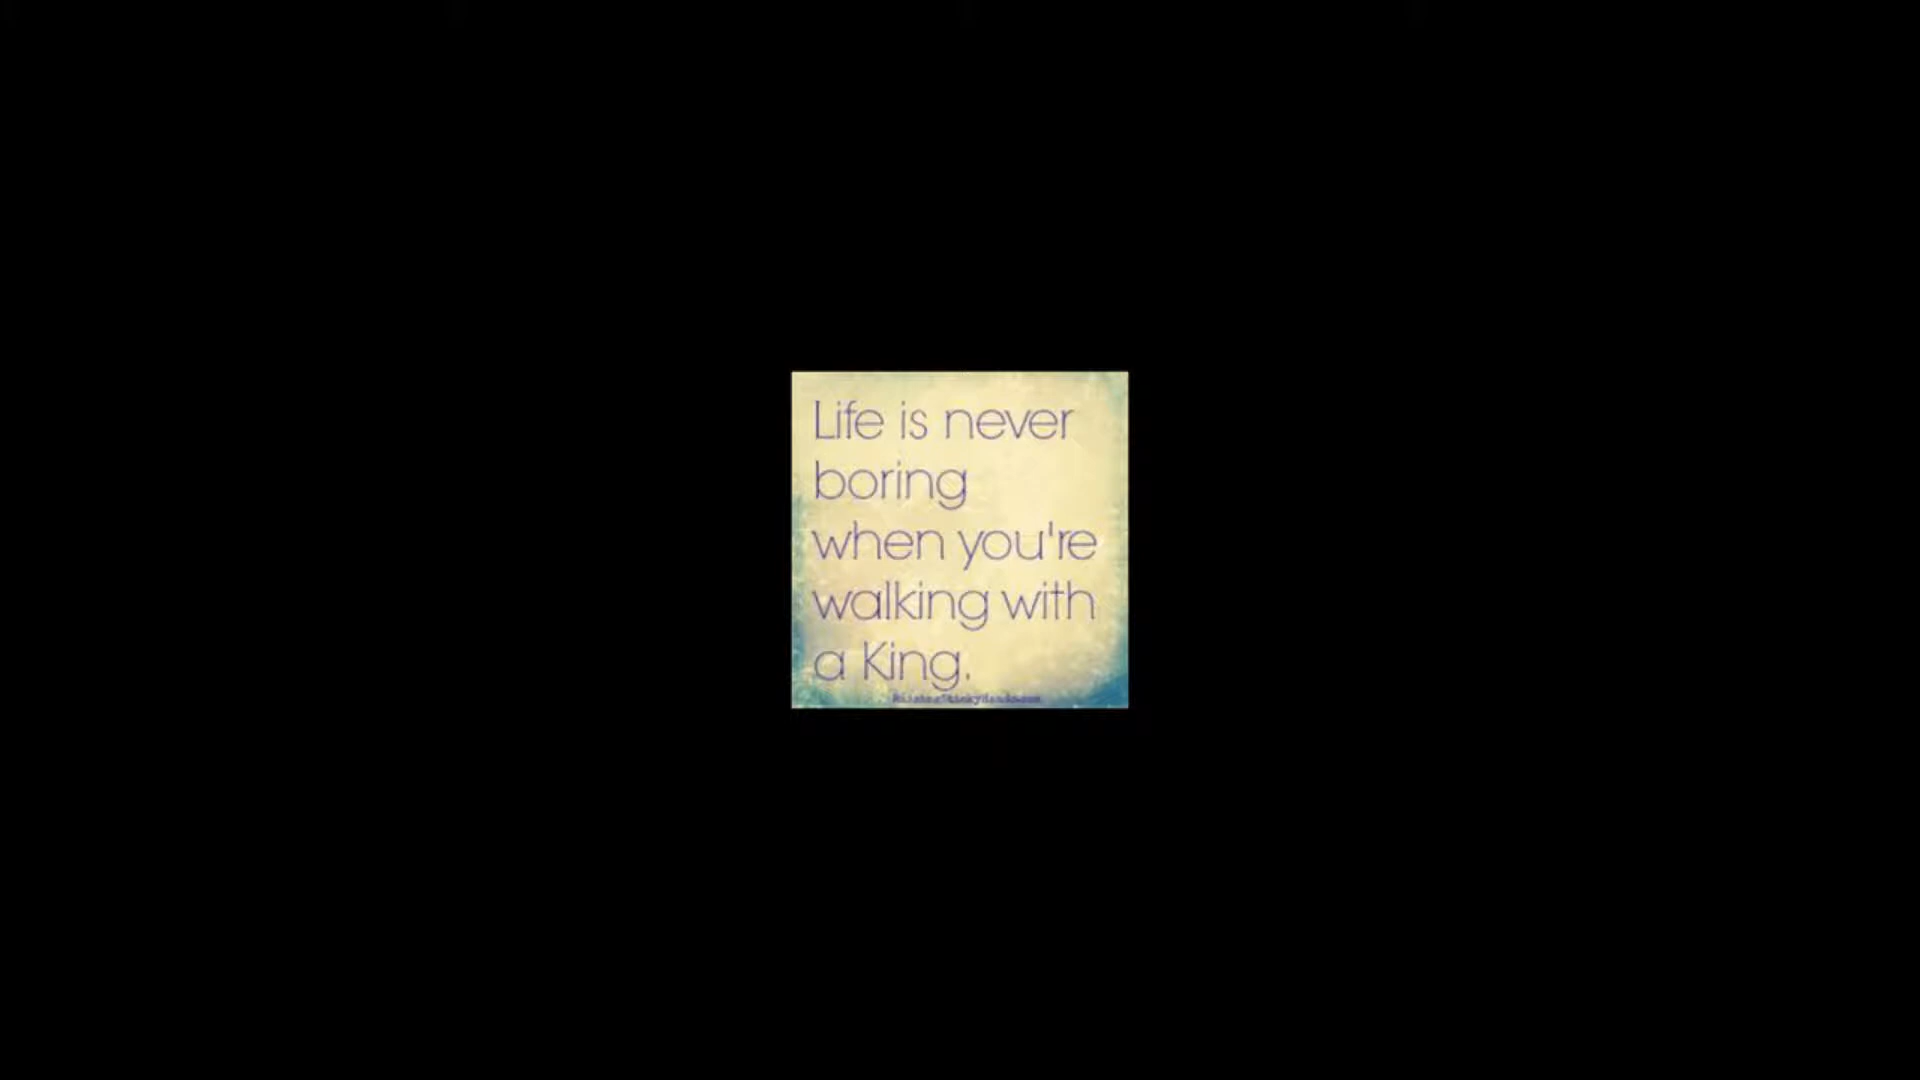 Life is never
boring
when you're
walking with
a King.